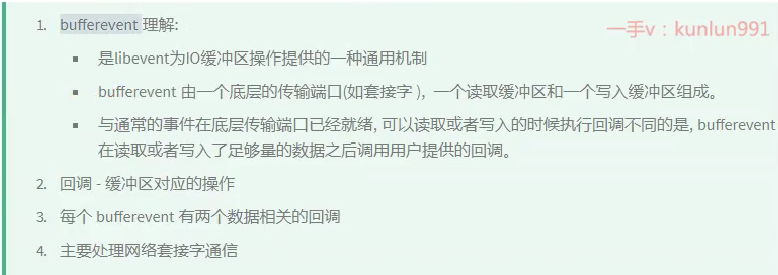 1. bufferevent 理解:
一手v：kunlun991
▪ 是libevent为IO缓冲区操作提供的一种通用机制
▪ bufferevent 由一个底层的传输端口(如套接字 ), 一个读取缓冲区和一个写入缓冲区组成。
▪ 与通常的事件在底层传输端口已经就绪, 可以读取或者写入的时候执行回调不同的是, bufferevent
在读取或者写入了足够量的数据之后调用用户提供的回调。
2. 回调 - 缓冲区对应的操作
3. 每个 bufferevent 有两个数据相关的回调
4. 主要处理网络套接字通信